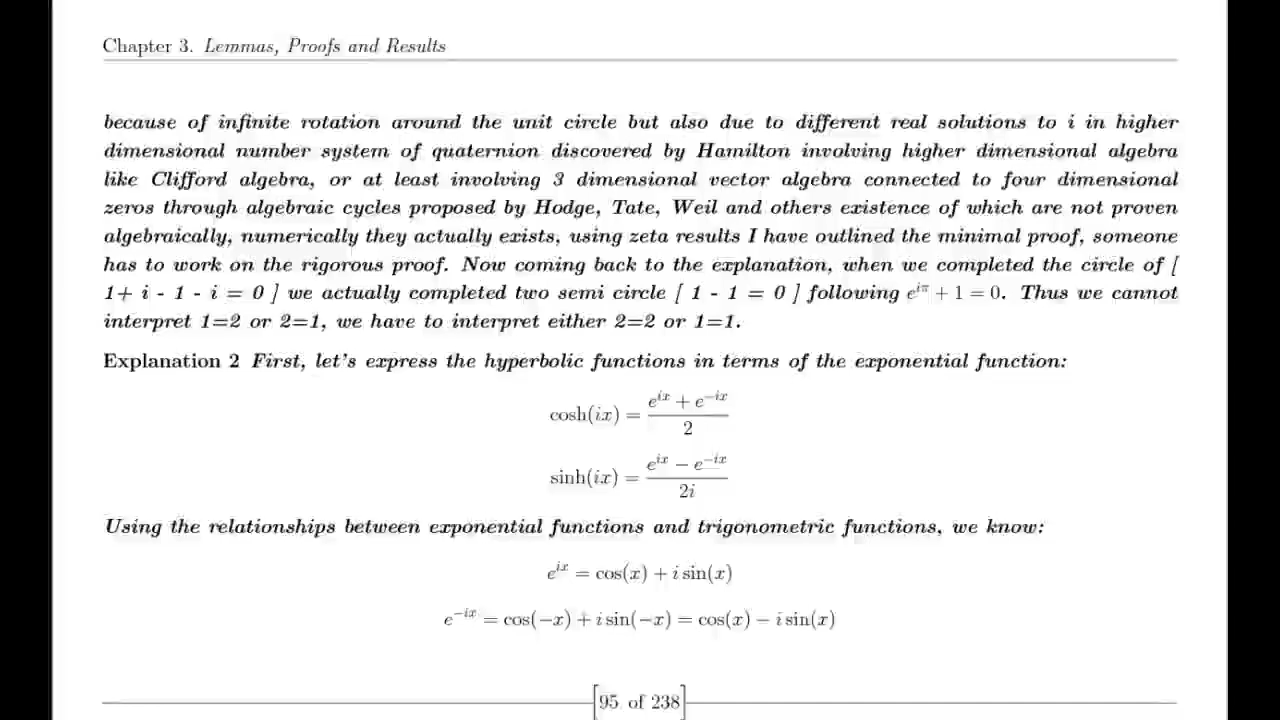 Chapter 3. Lemmas, Proofs and Results
because of infinite rotation around the unit circle but also due to different real solutions to i in higher
dimensional number system of quaternion discovered by Hamilton involving higher dimensional algebra
like Clifford algebra, or at least involving 3 dimensional vector algebra connected to four dimensional
zeros through algebraic cycles proposed by Hodge, Tate, Weil and others existence of which are not proven
algebraically, numerically they actually exists, using zeta results I have outlined the minimal proof, someone
has to work on the rigorous proof. Now coming back to the explanation, when we completed the circle of [
1+ i - 1 - i = 0 ] we actually completed two semi circle [ 1 - 1 = 0 ] following e^{iπ} + 1 = 0. Thus we cannot
interpret 1=2 or 2=1, we have to interpret either 2=2 or 1=1.
Explanation 2 First, let's express the hyperbolic functions in terms of the exponential function:
cosh(ix) = \frac{e^{ix} + e^{-ix}}{2}
sinh(ix) = \frac{e^{ix} − e^{-ix}}{2i}
Using the relationships between exponential functions and trigonometric functions, we know:
e^{ix} = cos(x) + i sin(x)
e^{−ix} = cos(−x) + i sin(−x) = cos(x) − i sin(x)
95 of 238